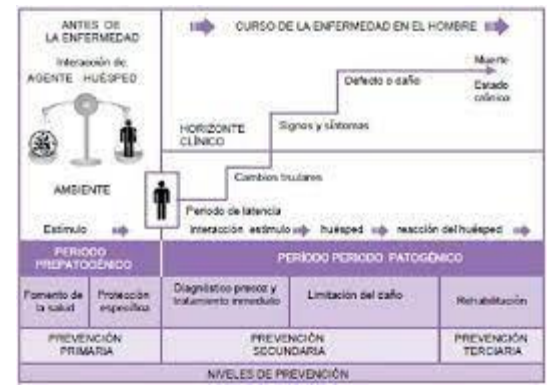 ANTES DE
LA ENFERMEDAD
CURSO DE LA ENFERMEDAD EN EL HOMBRE
Interacción de
AGENTE HUÉSPED
Muerte
Defecto o daño
Estado
crónico
HORIZONTE
CLÍNICO
Signos y síntomas
Cambios tisulares
AMBIENTE
Periodo de latencia
Estímulo
Interacción estímulo
huésped
reacción del huésped
PERIODO
PREPATOGÉNICO
PERÍODO PERIODO PATOGÉNICO
Fomento de
la salud
Protección
específica
Diagnóstico precoz y
tratamiento inmediato
Limitación del daño
Rehabilitación
PREVENCIÓN
PRIMARIA
PREVENCIÓN
SECUNDARIA
PREVENCIÓN
TERCIARIA
NIVELES DE PREVENCIÓN